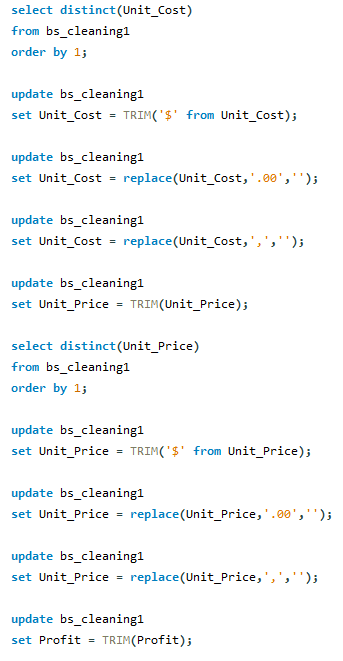 select distinct(Unit_Cost)
from bs_cleaning1
order by 1;
update bs_cleaning1
set Unit_Cost = TRIM('$' from Unit_Cost);
update bs_cleaning1
set Unit_Cost = replace(Unit_Cost,'.00','');
update bs_cleaning1
set Unit_Cost = replace(Unit_Cost,',','');
update bs_cleaning1
set Unit_Price = TRIM(Unit_Price);
select distinct(Unit_Price)
from bs_cleaning1
order by 1;
update bs_cleaning1
set Unit_Price = TRIM('$' from Unit_Price);
update bs_cleaning1
set Unit_Price = replace(Unit_Price,'.00','');
update bs_cleaning1
set Unit_Price = replace(Unit_Price,',','');
update bs_cleaning1
set Profit = TRIM(Profit);